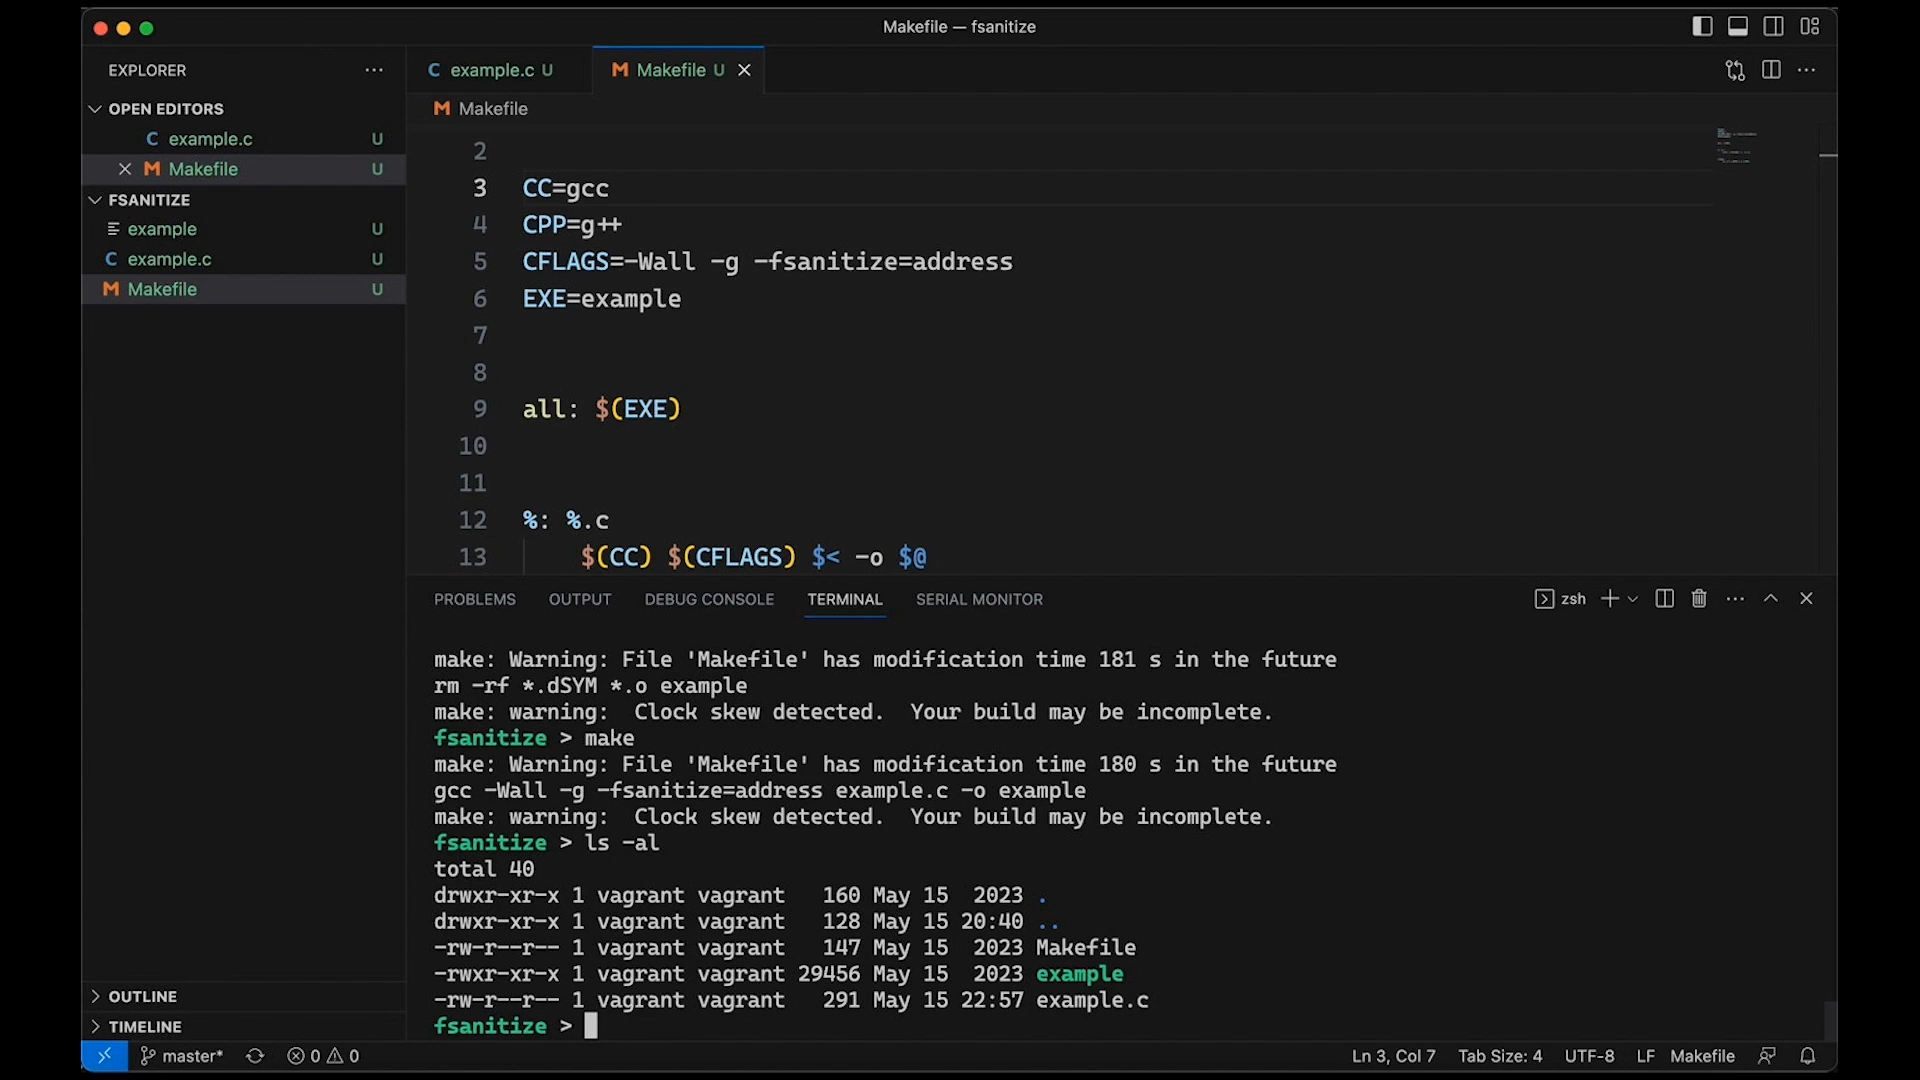 Makefile — fsanitize
EXPLORER
OPEN EDITORS
example.c U
Makefile U
FSANITIZE
example U
example.c U
Makefile U
OUTLINE
TIMELINE
example.c U
Makefile U
Makefile
2
3 CC=gcc
4 CPP=g++
5 CFLAGS=-Wall -g -fsanitize=address
6 EXE=example
7
8
9 all: $(EXE)
10
11
12 %: %.c
13 $(CC) $(CFLAGS) $< -o $@
PROBLEMS OUTPUT DEBUG CONSOLE TERMINAL SERIAL MONITOR zsh
make: Warning: File 'Makefile' has modification time 181 s in the future
rm -rf *.dSYM *.o example
make: warning:  Clock skew detected.  Your build may be incomplete.
fsanitize > make
make: Warning: File 'Makefile' has modification time 180 s in the future
gcc -Wall -g -fsanitize=address example.c -o example
make: warning:  Clock skew detected.  Your build may be incomplete.
fsanitize > ls -al
total 40
drwxr-xr-x 1 vagrant vagrant   160 May 15  2023 .
drwxr-xr-x 1 vagrant vagrant   128 May 15 20:40 ..
-rw-r--r-- 1 vagrant vagrant   147 May 15  2023 Makefile
-rwxr-xr-x 1 vagrant vagrant 29456 May 15  2023 example
-rw-r--r-- 1 vagrant vagrant   291 May 15 22:57 example.c
fsanitize >
master* 0 0 Ln 3, Col 7 Tab Size: 4 UTF-8 LF Makefile